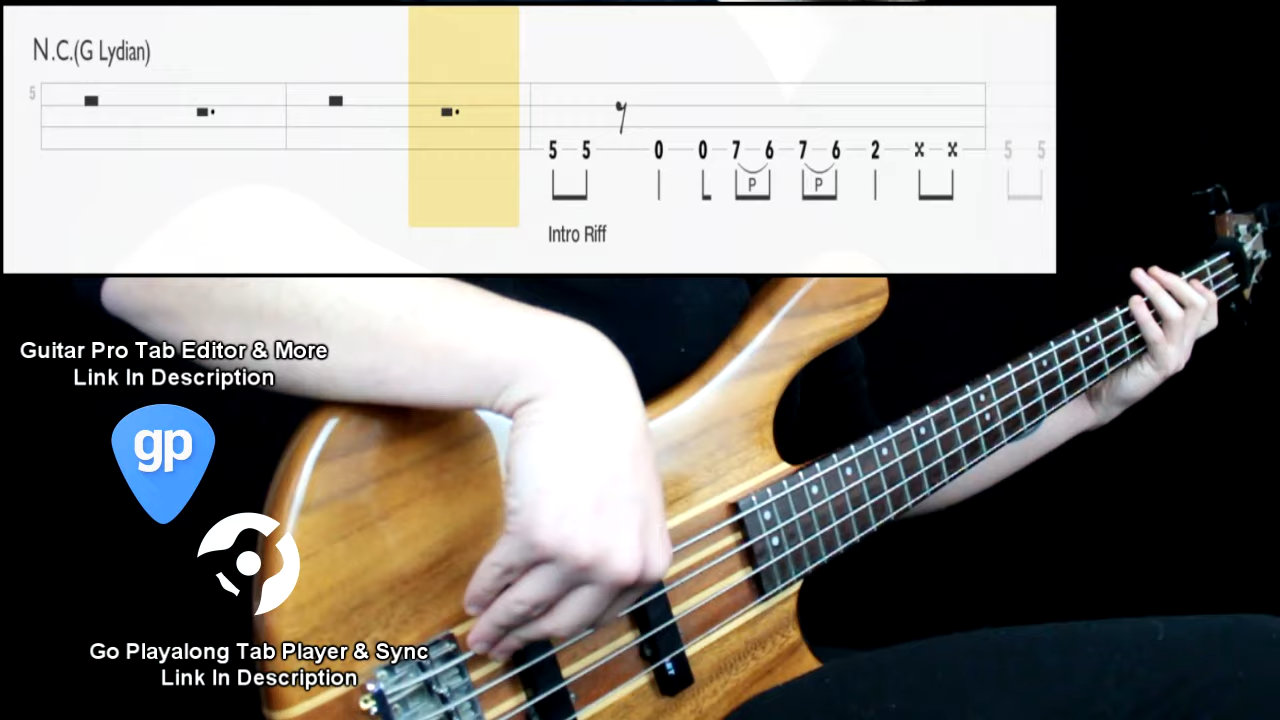 N.C.(G Lydian)
5
5 5 0 0 7 6 7 6 2 x x 5 5
P P
Intro Riff
Guitar Pro Tab Editor & More
Link In Description
gp
Go Playalong Tab Player & Sync
Link In Description